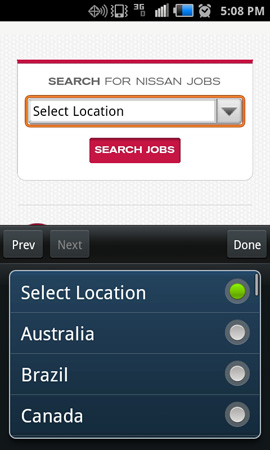 3G
5:08 PM
SEARCH FOR NISSAN JOBS
Select Location
SEARCH JOBS
Prev
Next
Done
Select Location
Australia
Brazil
Canada